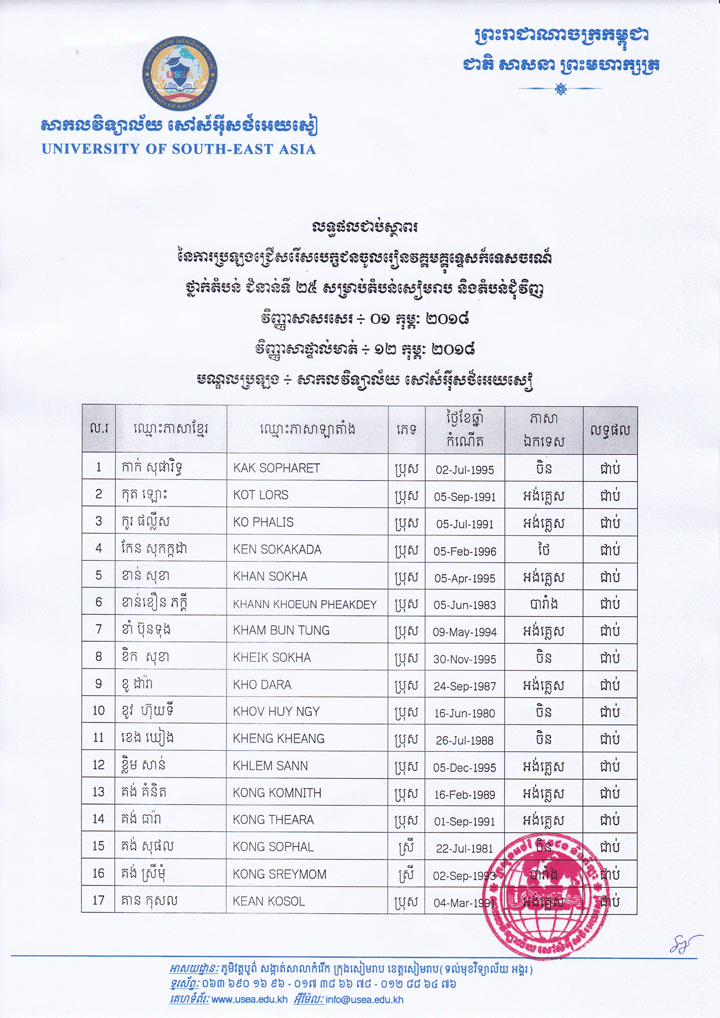 ព្រះរាជាណាចក្រកម្ពុជា
ជាតិ សាសនា ព្រះមហាក្សត្រ
USEA
សាកលវិទ្យាល័យ សៅស៍អ៊ីសថ៍អេយសៀ
UNIVERSITY OF SOUTH-EAST ASIA
លទ្ធផលជាប់ស្ថាពរ
នៃការប្រឡងជ្រើសរើសបេក្ខជនចូលរៀនវគ្គមគ្គុទ្ទេសក៍ទេសចរណ៍
ថ្នាក់តំបន់ ជំនាន់ទី ២៥ សម្រាប់តំបន់សៀមរាប និងតំបន់ជុំវិញ
វិញ្ញាសាសរសេរ ៖ ០១ កុម្ភៈ ២០១៨
វិញ្ញាសាផ្ទាល់មាត់ ៖ ១២ កុម្ភៈ ២០១៨
មណ្ឌលប្រឡង ៖ សាកលវិទ្យាល័យ សៅស៍អ៊ីសថ៍អេយសៀ
ល.រ ឈ្មោះភាសាខ្មែរ ឈ្មោះភាសាឡាតាំង ភេទ ថ្ងៃខែឆ្នាំកំណើត ភាសាឯកទេស លទ្ធផល
1 កាក់ សុផារិទ្ធ KAK SOPHARET ប្រុស 02-Jul-1995 ចិន ជាប់
2 កុត ឡោះ KOT LORS ប្រុស 05-Sep-1991 អង់គ្លេស ជាប់
3 កូរ ផល្លីស KO PHALIS ប្រុស 05-Jul-1991 អង់គ្លេស ជាប់
4 កែន សុកក្កដា KEN SOKAKADA ប្រុស 05-Feb-1996 ថៃ ជាប់
5 ខាន់ សុខា KHAN SOKHA ប្រុស 05-Apr-1995 អង់គ្លេស ជាប់
6 ខាន់ខឿន ភក្ដី KHANN KHOEUN PHEAKDEY ប្រុស 05-Jun-1983 បារាំង ជាប់
7 ខាំ ប៊ុនទុង KHAM BUN TUNG ប្រុស 09-May-1994 អង់គ្លេស ជាប់
8 ខិក សុខា KHEIK SOKHA ប្រុស 30-Nov-1995 ចិន ជាប់
9 ខូ ដារ៉ា KHO DARA ប្រុស 24-Sep-1987 អង់គ្លេស ជាប់
10 ខូវ ហ៊ុយទី KHOV HUY NGY ប្រុស 16-Jun-1980 ចិន ជាប់
11 ខេង ឃៀង KHENG KHEANG ប្រុស 26-Jul-1988 ចិន ជាប់
12 ខ្លិម សាន់ KHLEM SANN ប្រុស 05-Dec-1995 អង់គ្លេស ជាប់
13 គង់ គំនិត KONG KOMNITH ប្រុស 16-Feb-1989 អង់គ្លេស ជាប់
14 គង់ ធារ៉ា KONG THEARA ប្រុស 01-Sep-1991 អង់គ្លេស ជាប់
15 គង់ សុផល KONG SOPHAL ស្រី 22-Jul-1981 ចិន ជាប់
16 គង់ ស្រីមុំ KONG SREYMOM ស្រី 02-Sep-1993 បារាំង ជាប់
17 គាន កុសល KEAN KOSOL ប្រុស 04-Mar-1991 អង់គ្លេស ជាប់
អាសយដ្ឋាន: ភូមិវត្តបូព៌ សង្កាត់សាលាកំរើក ក្រុងសៀមរាប ខេត្តសៀមរាប( ទល់មុខវិទ្យាល័យ អង្គរ )
ទូរស័ព្ទ: ០៦៣ ៦៩០ ១៦ ៩៦ - ០១៧ ៣៨ ៦៦ ៧៨ - ០១២ ៨៨ ៦៤ ៧៦
គេហទំព័រ: www.usea.edu.kh អ៊ីម៉ែល: info@usea.edu.kh